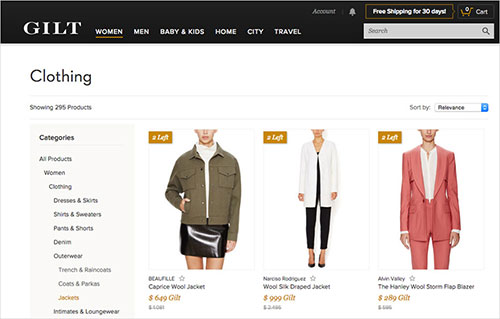 Account
Free Shipping for 30 days!
0
Cart
GILT
WOMEN MEN BABY & KIDS HOME CITY TRAVEL
Search
Clothing
Showing 295 Products
Sort by: Relevance
Categories
All Products
Women
Clothing
Dresses & Skirts
Shirts & Sweaters
Pants & Shorts
Denim
Outerwear
Trench & Raincoats
Coats & Parkas
Jackets
Intimates & Loungewear
2 Left
BEAUFILLE
Caprice Wool Jacket
$ 649 Gilt
$ 1,081
2 Left
Narciso Rodriguez
Wool Silk Draped Jacket
$ 999 Gilt
$ 2,495
2 Left
Alvin Valley
The Hanley Wool Storm Flap Blazer
$ 289 Gilt
$ 595